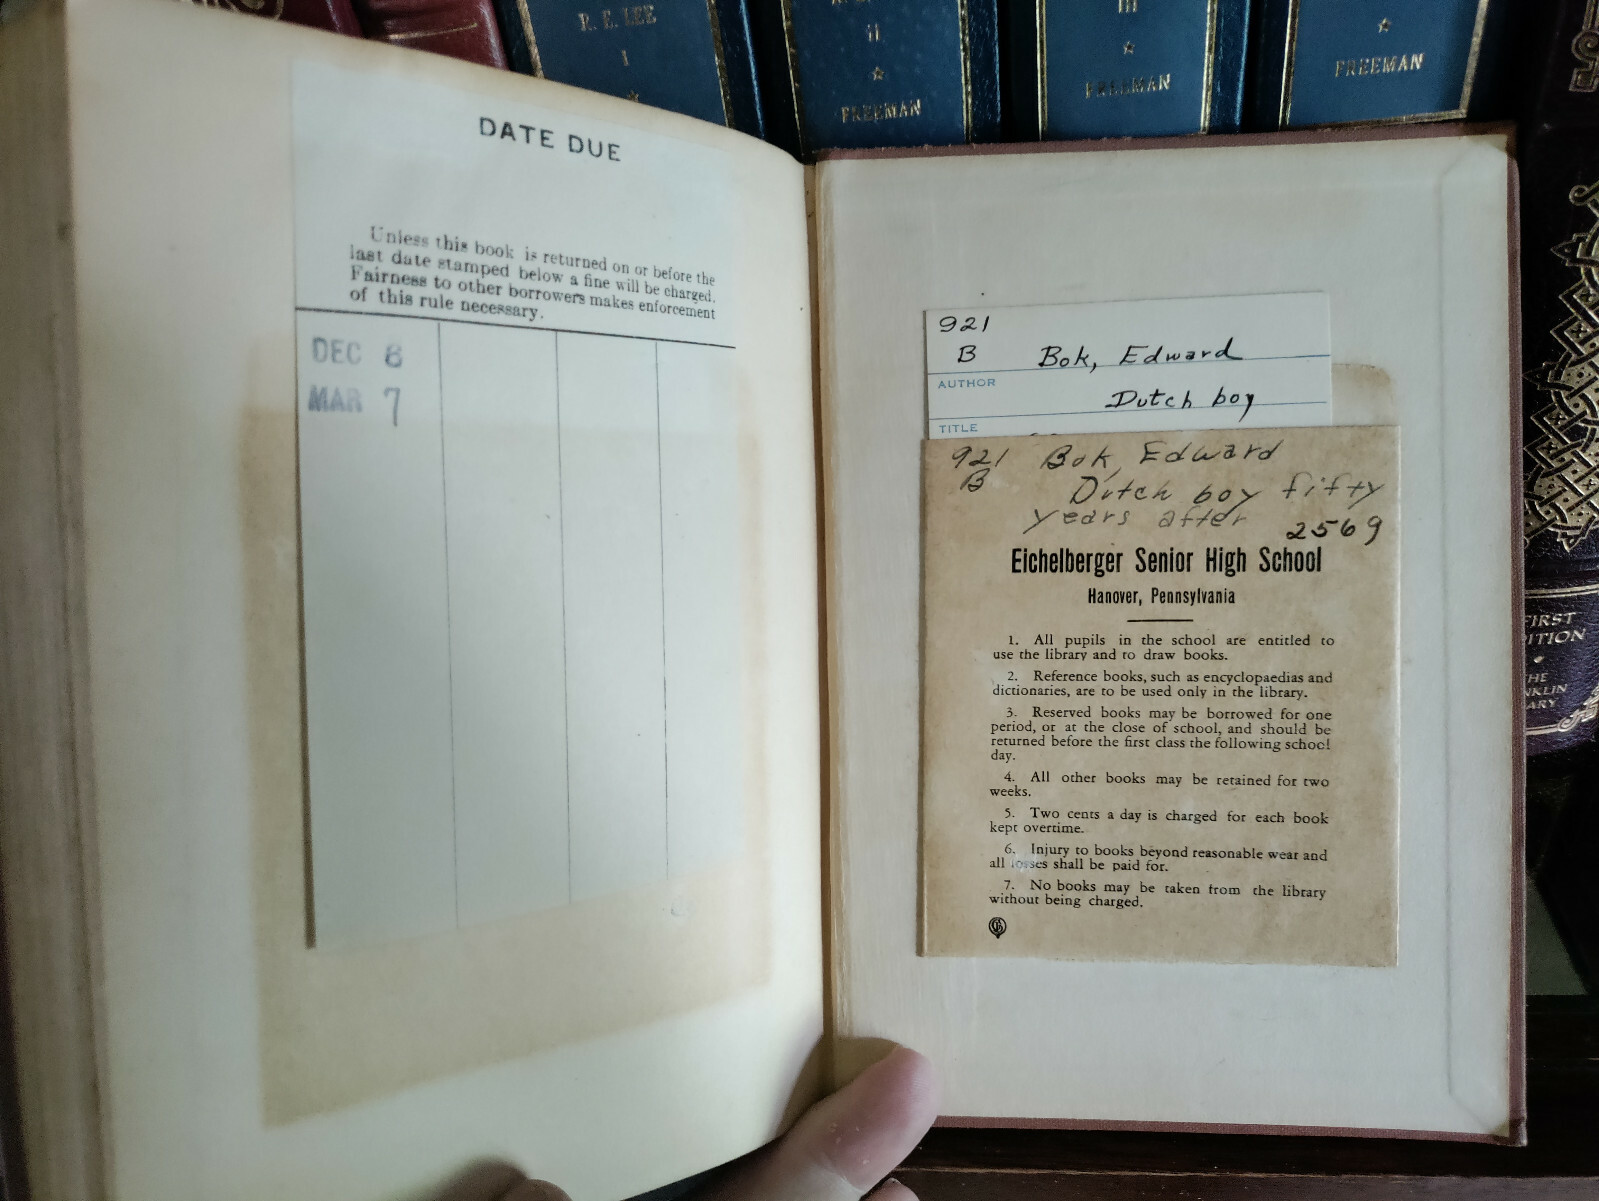 R. E. LEE
I
II
FREEMAN
III
FREEMAN
FREEMAN
DATE DUE
Unless this book is returned on or before the
last date stamped below a fine will be charged.
Fairness to other borrowers makes enforcement
of this rule necessary.
DEC 8
MAR 7
921
B Bok, Edward
AUTHOR
Dutch boy
TITLE
921 Bok, Edward
B Dutch boy fifty
years after 2569
Eichelberger Senior High School
Hanover, Pennsylvania
1. All pupils in the school are entitled to
use the library and to draw books.
2. Reference books, such as encyclopaedias and
dictionaries, are to be used only in the library.
3. Reserved books may be borrowed for one
period, or at the close of school, and should be
returned before the first class the following school
day.
4. All other books may be retained for two
weeks.
5. Two cents a day is charged for each book
kept overtime.
6. Injury to books beyond reasonable wear and
all losses shall be paid for.
7. No books may be taken from the library
without being charged.
FIRST
ITION
HE
NKLIN
ARY